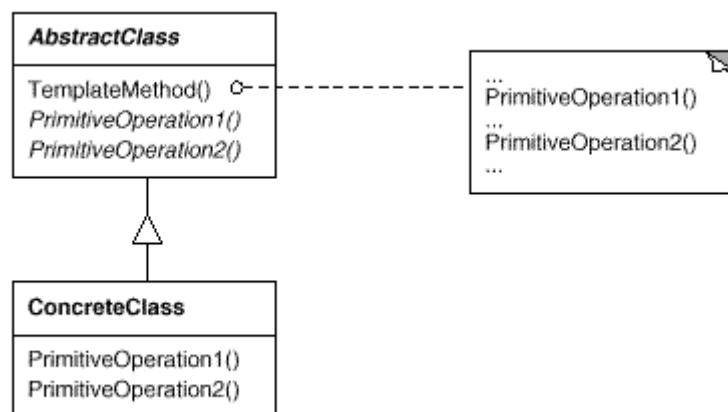 AbstractClass
TemplateMethod()
PrimitiveOperation1()
PrimitiveOperation2()
...
PrimitiveOperation1()
...
PrimitiveOperation2()
...
ConcreteClass
PrimitiveOperation1()
PrimitiveOperation2()